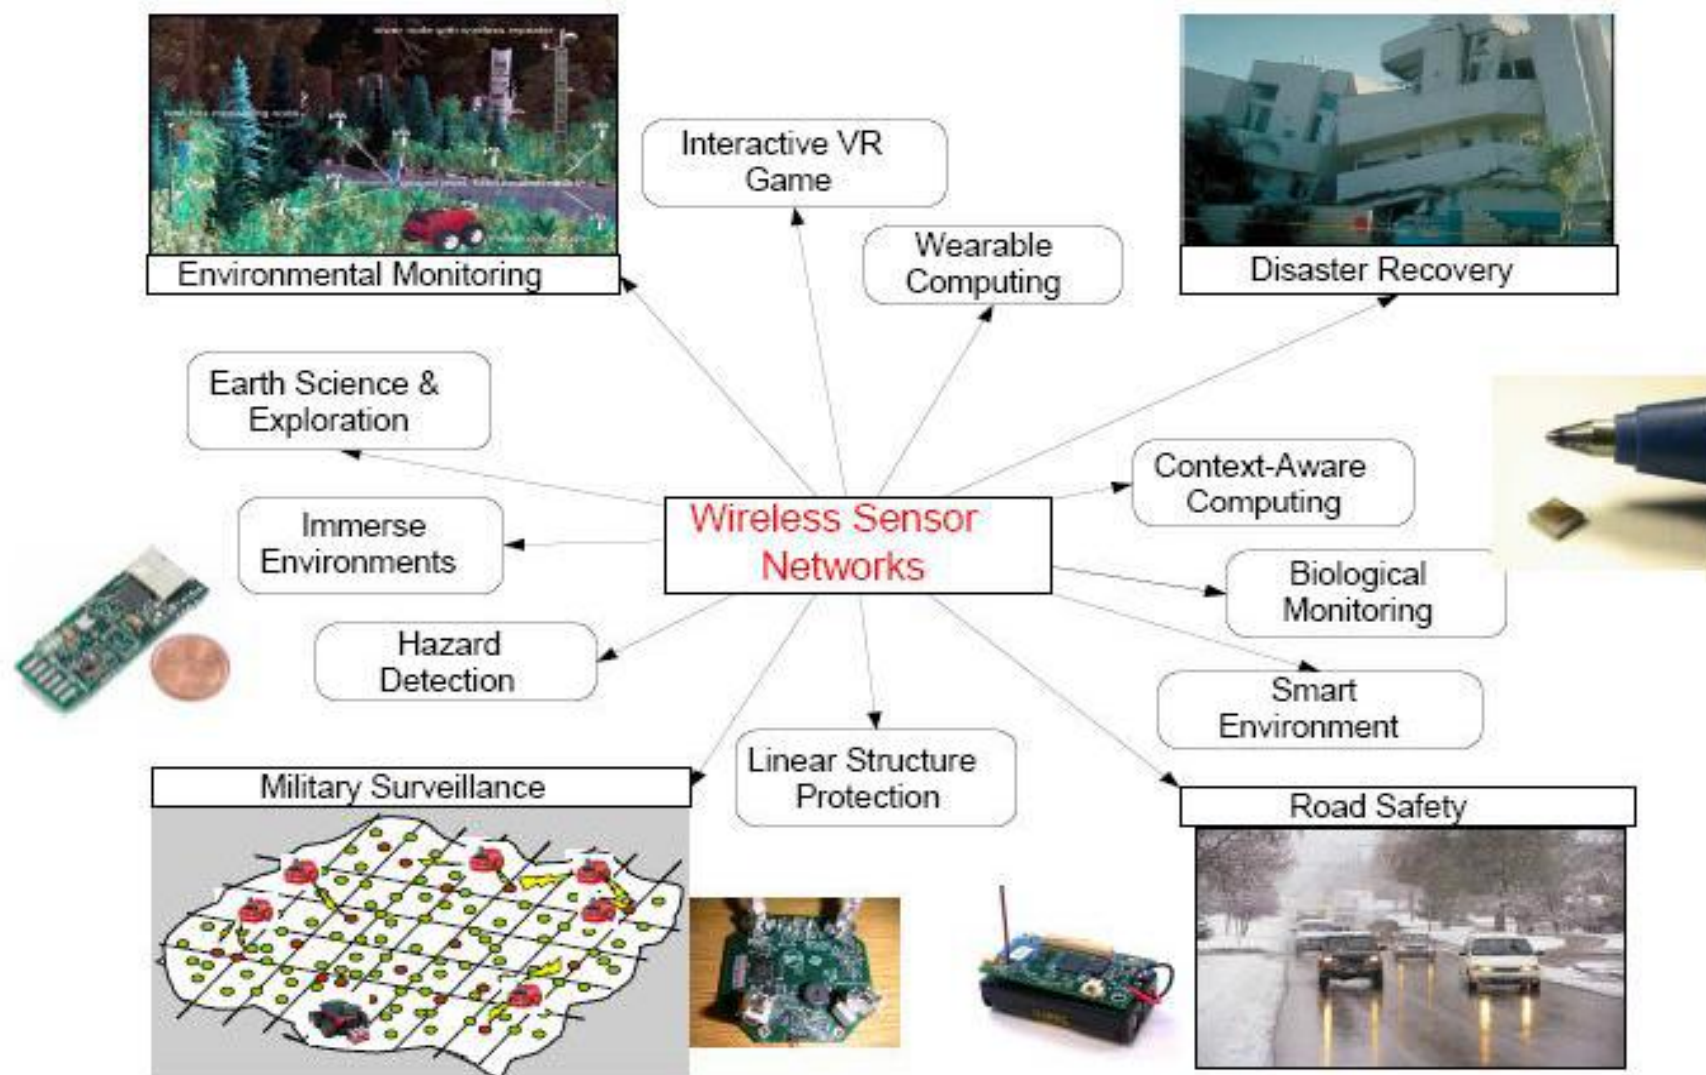 Interactive VR
Game
Wearable
Computing
Environmental Monitoring
Disaster Recovery
Earth Science &
Exploration
Context-Aware
Computing
Wireless Sensor
Networks
Immerse
Environments
Biological
Monitoring
Hazard
Detection
Smart
Environment
Linear Structure
Protection
Military Surveillance
Road Safety